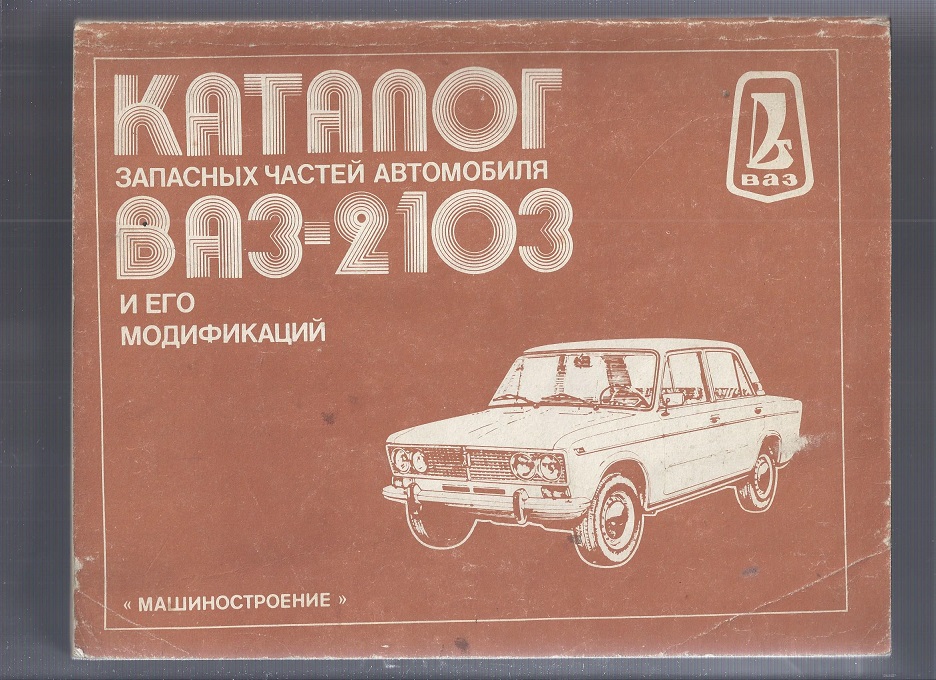 КАТАЛОГ
ЗАПАСНЫХ ЧАСТЕЙ АВТОМОБИЛЯ
ВАЗ-2103
И ЕГО
МОДИФИКАЦИЙ
ваз
« МАШИНОСТРОЕНИЕ »